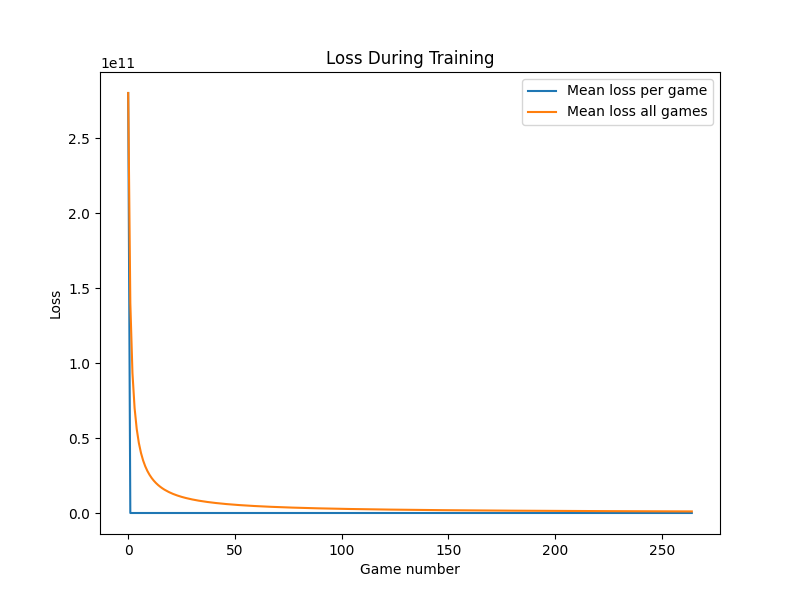 Loss During Training
1e11
Mean loss per game
Mean loss all games
2.5
2.0
1.5
1.0
0.5
0.0
Loss
0 50 100 150 200 250
Game number